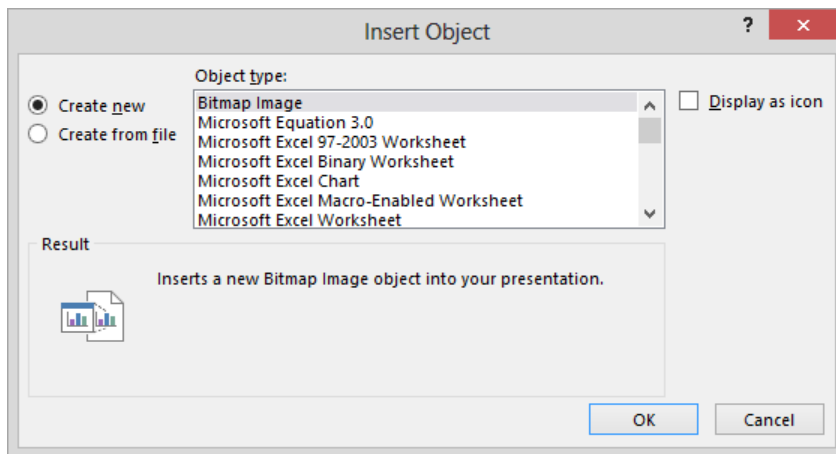 Insert Object
?
×
Object type:
Create new
Create from file
Bitmap Image
Microsoft Equation 3.0
Microsoft Excel 97-2003 Worksheet
Microsoft Excel Binary Worksheet
Microsoft Excel Chart
Microsoft Excel Macro-Enabled Worksheet
Microsoft Excel Worksheet
Display as icon
Result
Inserts a new Bitmap Image object into your presentation.
OK
Cancel